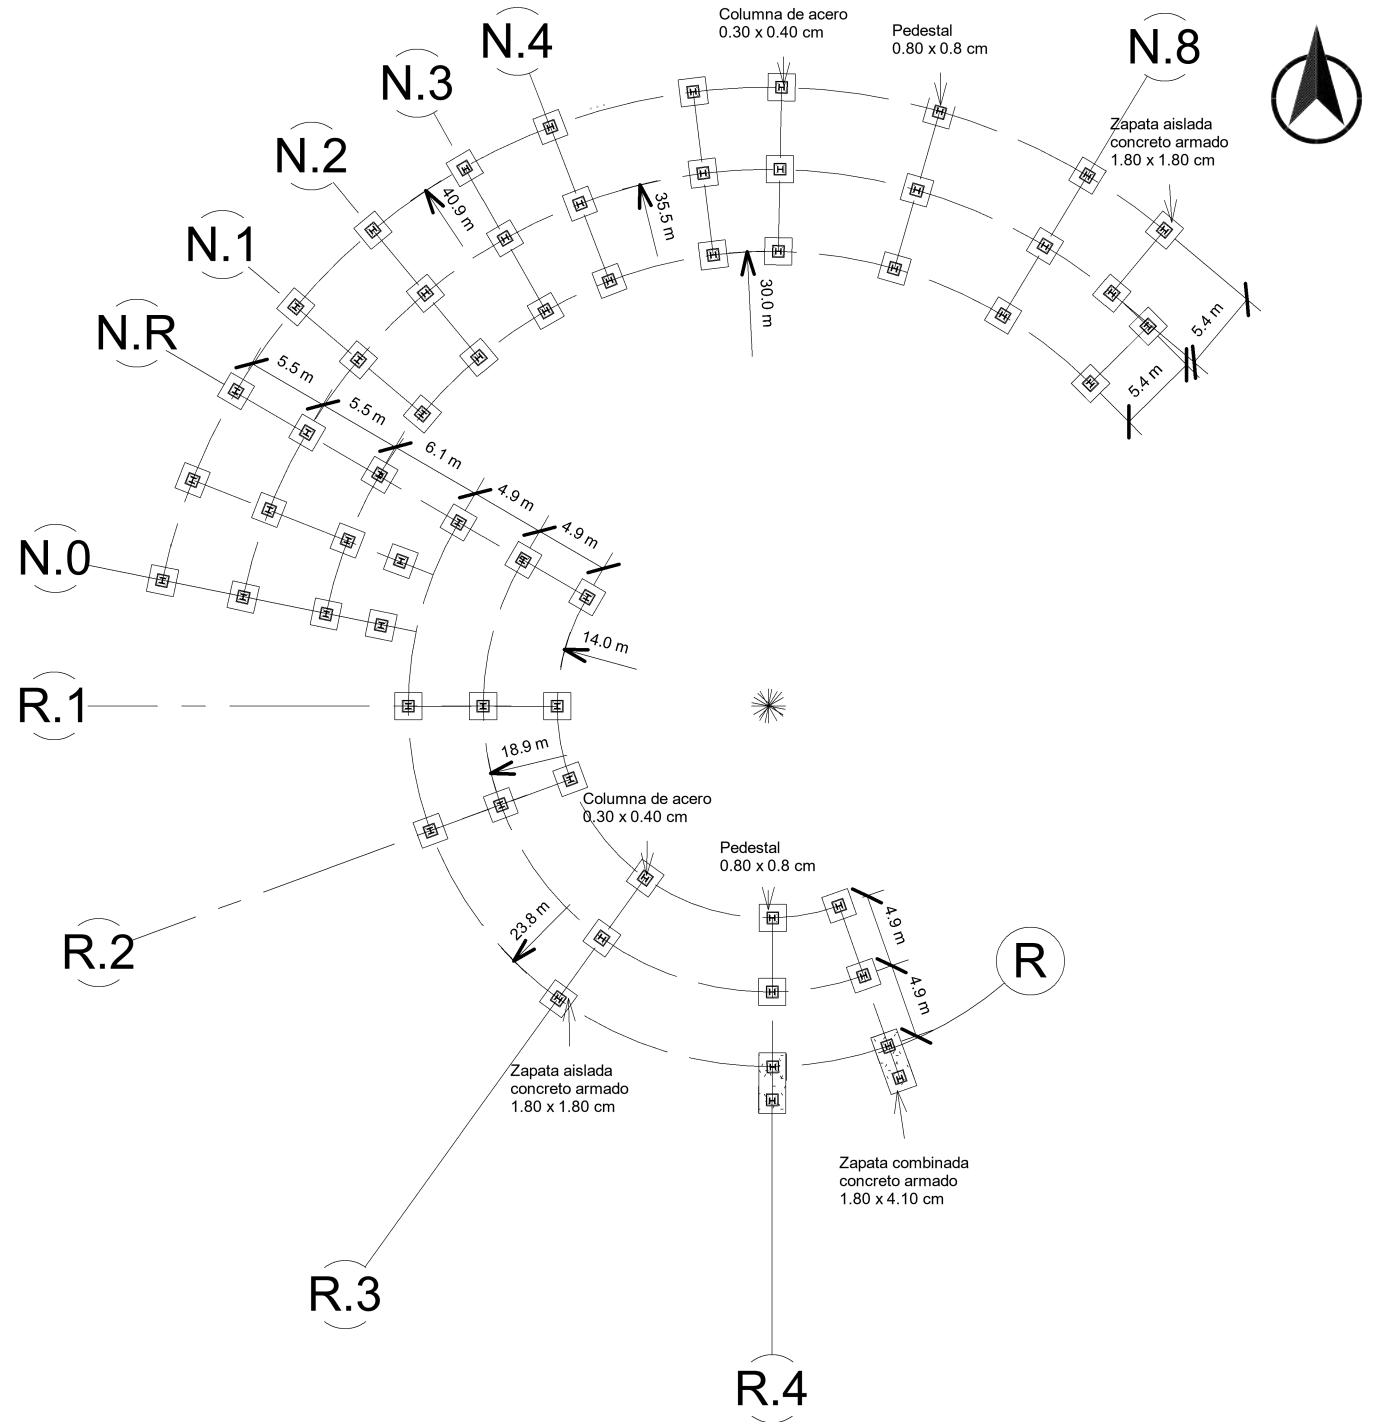 Columna de acero
0.30 x 0.40 cm
Pedestal
0.80 x 0.8 cm
N.8
N.4
N.3
N.2
N.1
N.R
N.0
R.1
R.2
R.3
R.4
R
Zapata aislada
concreto armado
1.80 x 1.80 cm
40.9 m
35.5 m
30.0 m
5.4 m
5.4 m
5.5 m
5.5 m
6.1 m
4.9 m
4.9 m
14.0 m
18.9 m
Columna de acero
0.30 x 0.40 cm
Pedestal
0.80 x 0.8 cm
23.8 m
4.9 m
4.9 m
Zapata aislada
concreto armado
1.80 x 1.80 cm
Zapata combinada
concreto armado
1.80 x 4.10 cm